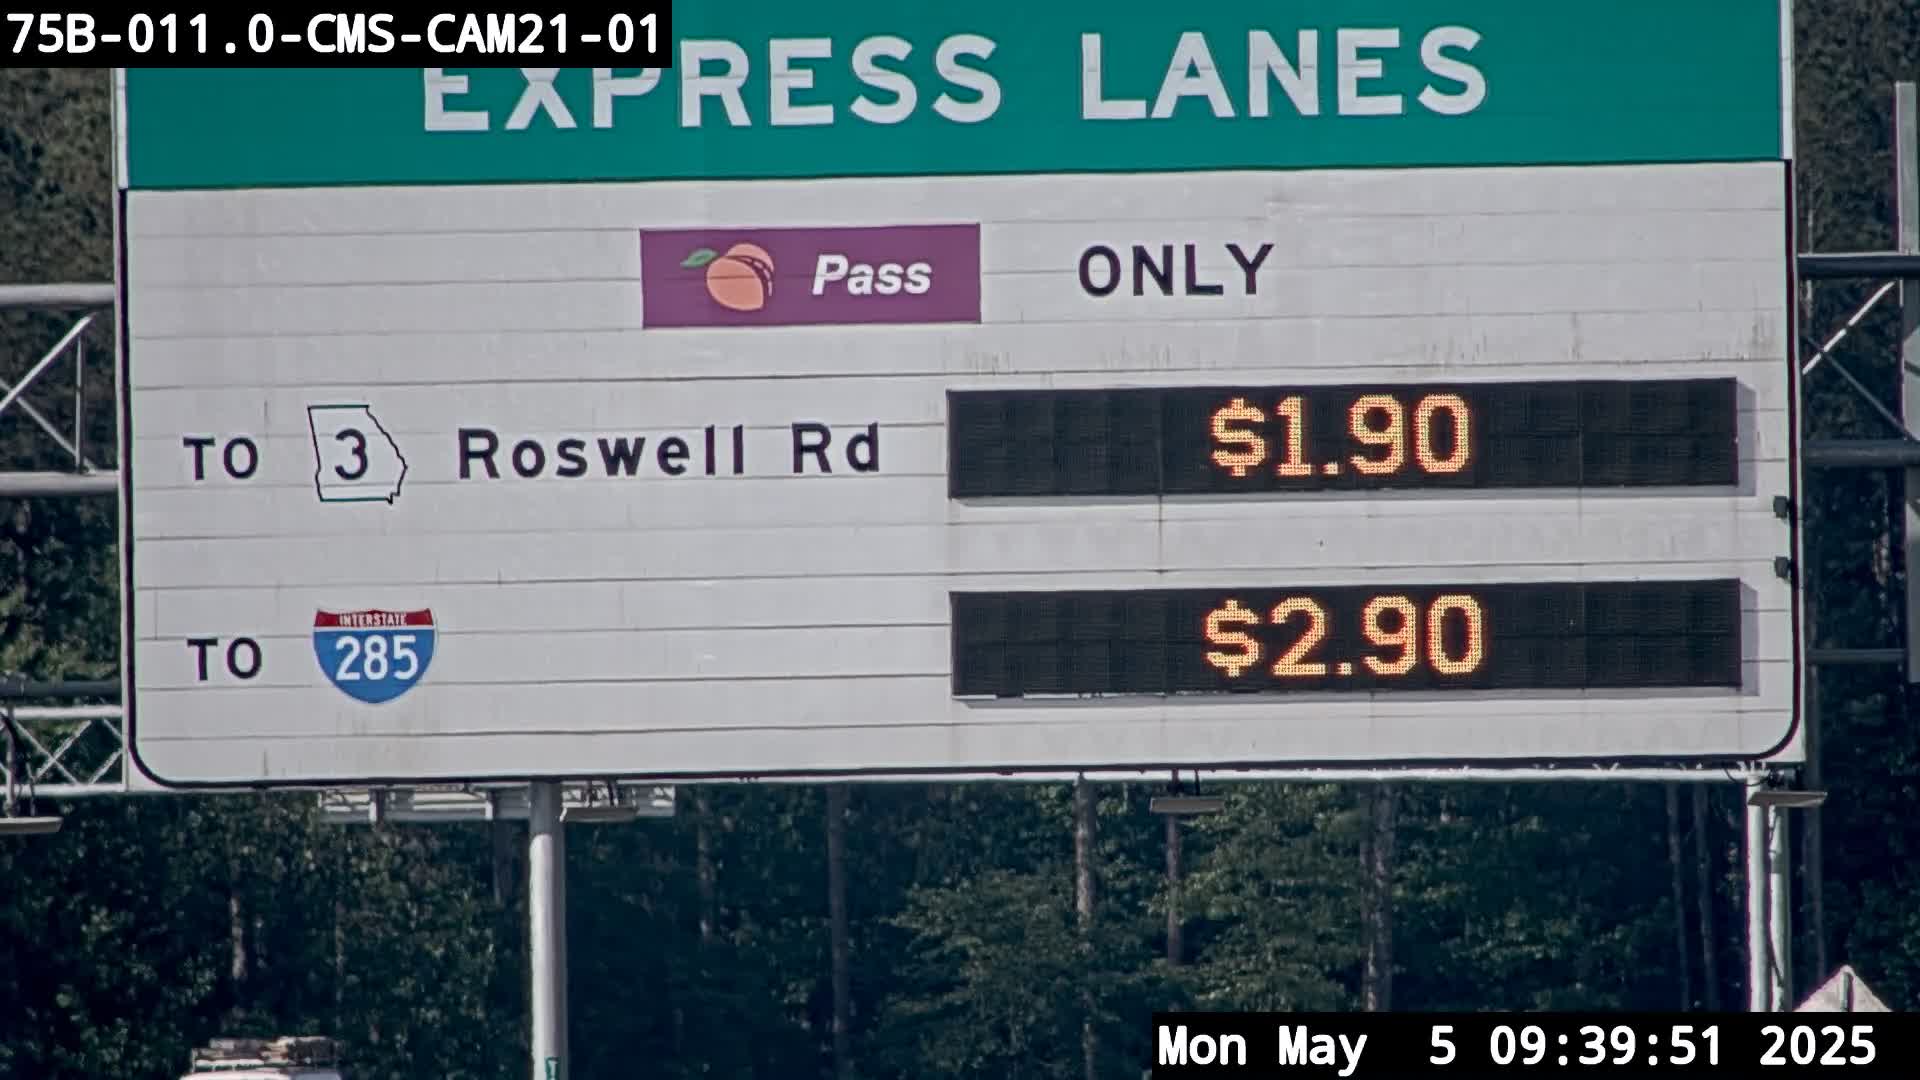 75B-011.0-CMS-CAM21-01
EXPRESS LANES
Pass ONLY
TO 3 Roswell Rd $1.90
INTERSTATE
TO 285 $2.90
Mon May 5 09:39:51 2025